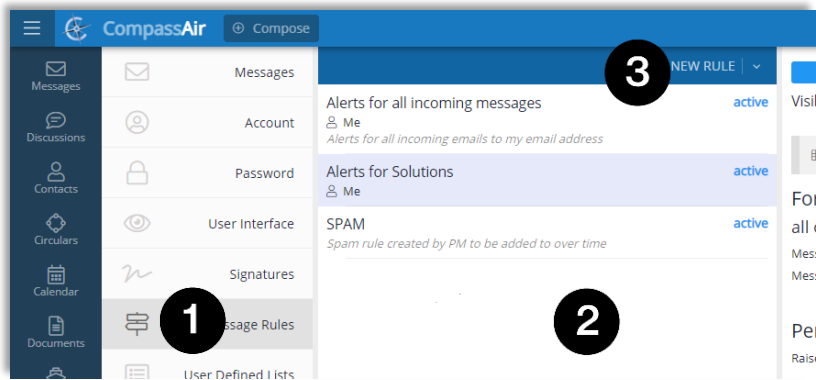 CompassAir
Compose
Messages
Discussions
Contacts
Circulars
Calendar
Documents
Messages
Account
Password
User Interface
Signatures
1
ssage Rules
User Defined Lists
3
NEW RULE
Alerts for all incoming messages
active
Me
Alerts for all incoming emails to my email address
Alerts for Solutions
active
Me
SPAM
active
Spam rule created by PM to be added to over time
2
Visi
For
all
Mess
Mess
Per
Raise